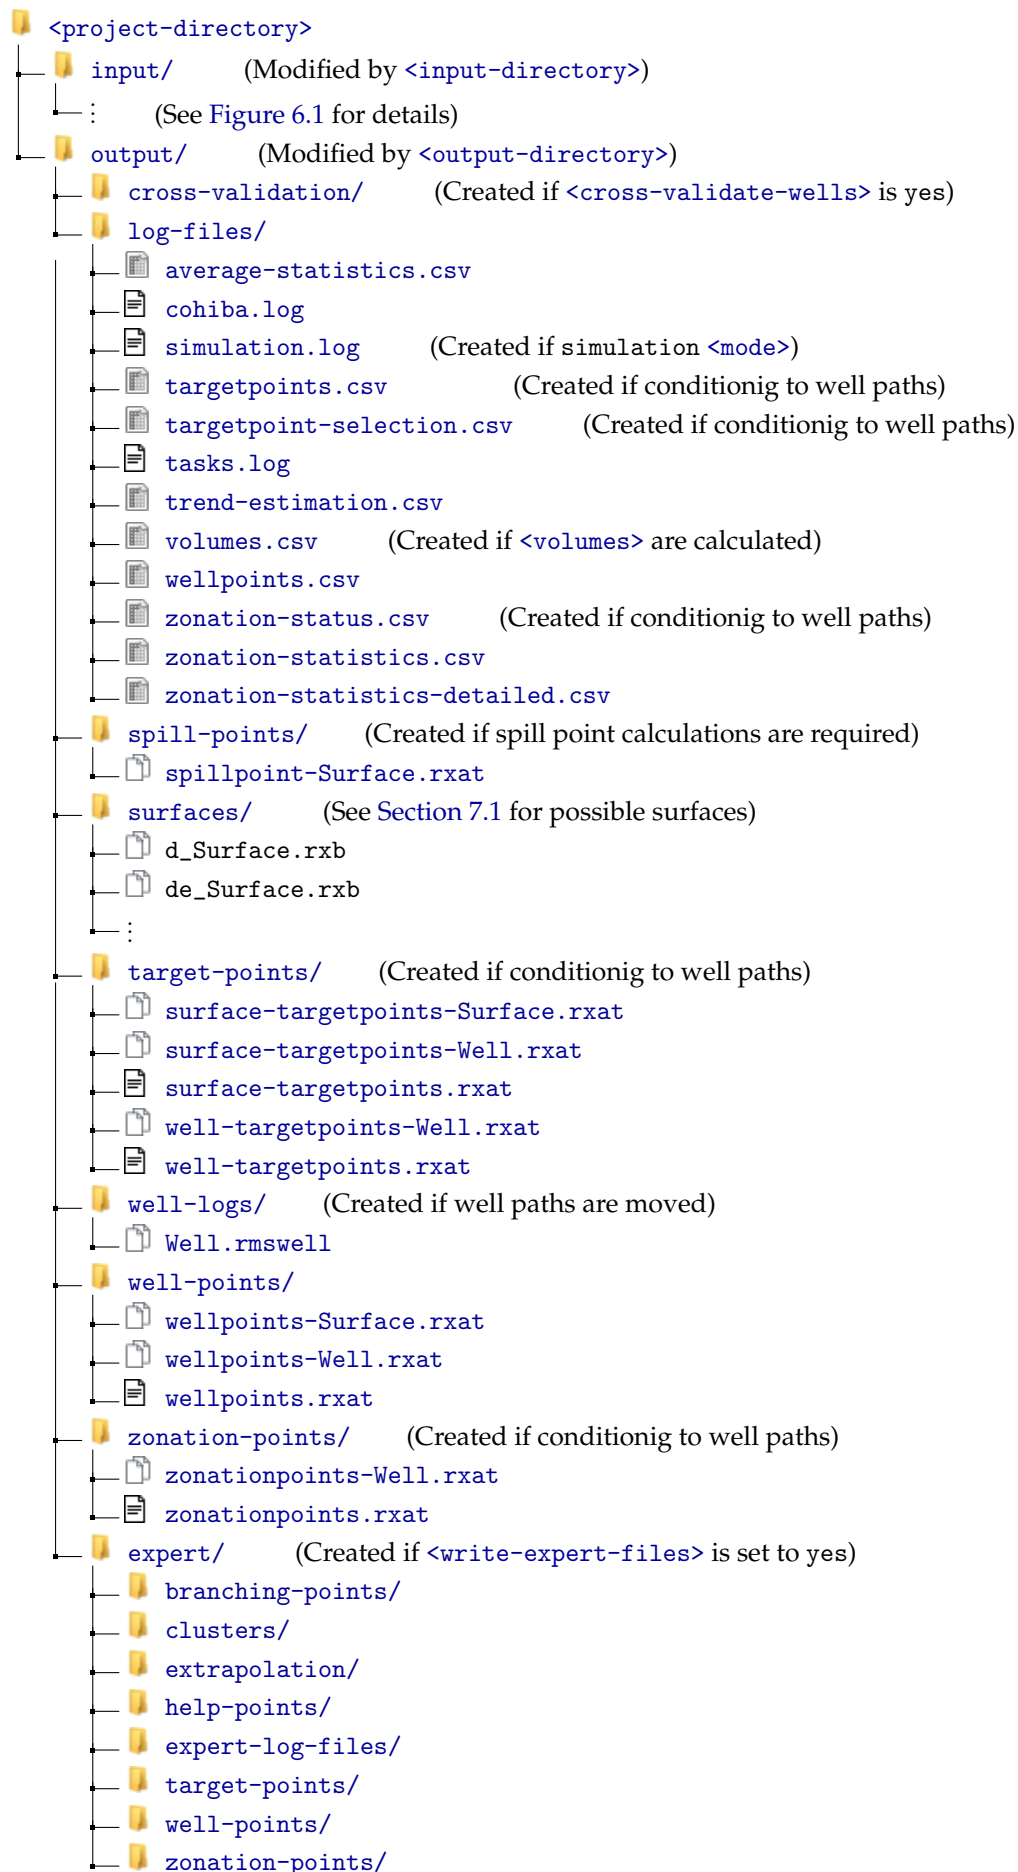 <project-directory>
input/ (Modified by <input-directory>)
⋮ (See Figure 6.1 for details)
output/ (Modified by <output-directory>)
cross-validation/ (Created if <cross-validate-wells> is yes)
log-files/
average-statistics.csv
cohiba.log
simulation.log (Created if simulation <mode>)
targetpoints.csv (Created if conditionig to well paths)
targetpoint-selection.csv (Created if conditionig to well paths)
tasks.log
trend-estimation.csv
volumes.csv (Created if <volumes> are calculated)
wellpoints.csv
zonation-status.csv (Created if conditionig to well paths)
zonation-statistics.csv
zonation-statistics-detailed.csv
spill-points/ (Created if spill point calculations are required)
spillpoint-Surface.rxat
surfaces/ (See Section 7.1 for possible surfaces)
d_Surface.rxb
de_Surface.rxb
⋮
target-points/ (Created if conditionig to well paths)
surface-targetpoints-Surface.rxat
surface-targetpoints-Well.rxat
surface-targetpoints.rxat
well-targetpoints-Well.rxat
well-targetpoints.rxat
well-logs/ (Created if well paths are moved)
Well.rmswell
well-points/
wellpoints-Surface.rxat
wellpoints-Well.rxat
wellpoints.rxat
zonation-points/ (Created if conditionig to well paths)
zonationpoints-Well.rxat
zonationpoints.rxat
expert/ (Created if <write-expert-files> is set to yes)
branching-points/
clusters/
extrapolation/
help-points/
expert-log-files/
target-points/
well-points/
zonation-points/